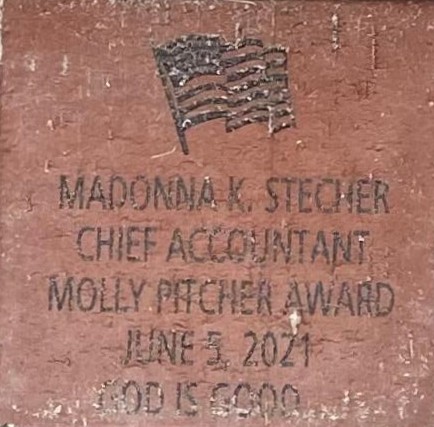 MADONNA K. STECHER
CHIEF ACCOUNTANT
MOLLY PITCHER AWARD
JUNE 5, 2021
GOD IS GOOD